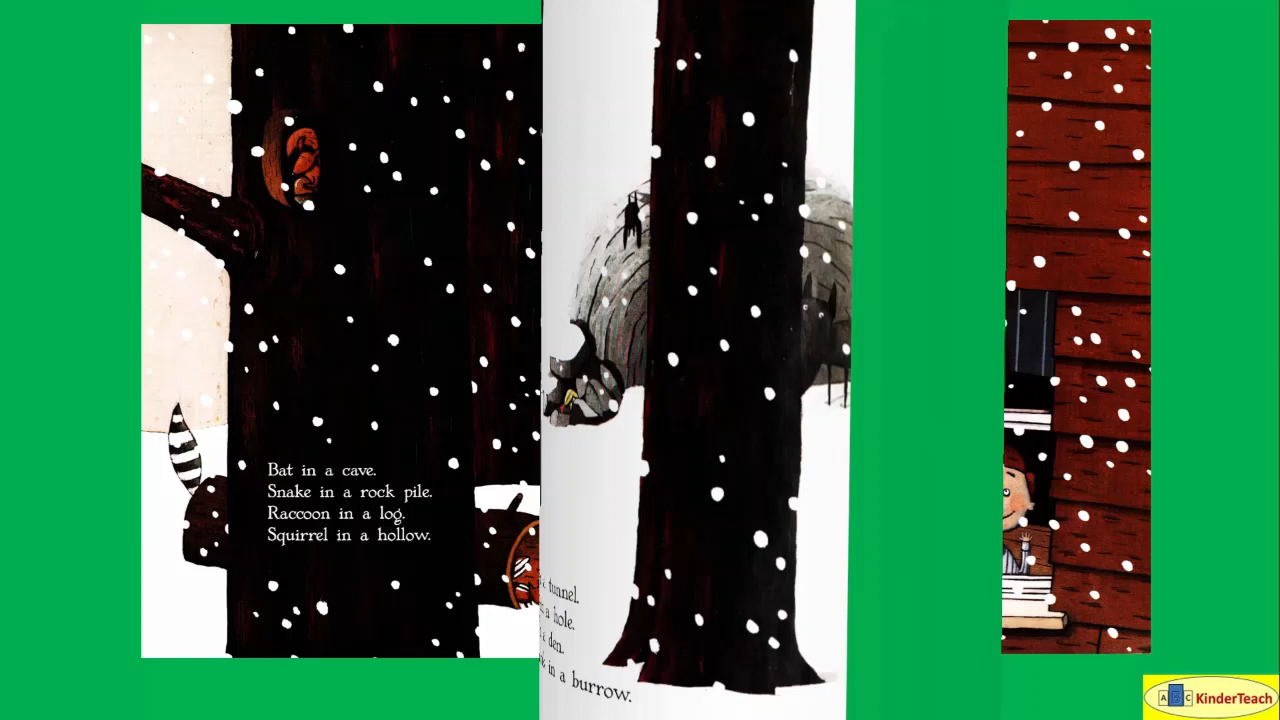 Bat in a cave.
Snake in a rock pile.
Raccoon in a log.
Squirrel in a hollow.
tunnel.
a hole.
a den.
in a burrow.
ABC KinderTeach